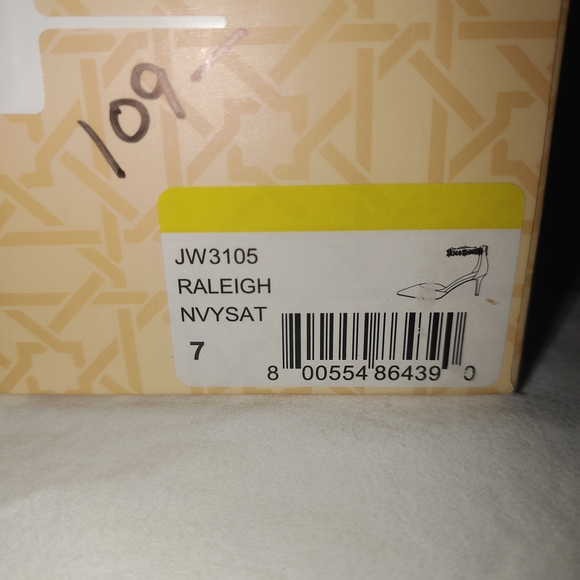 109.-
JW3105
RALEIGH
NVYSAT
7
8 00554 86439 0